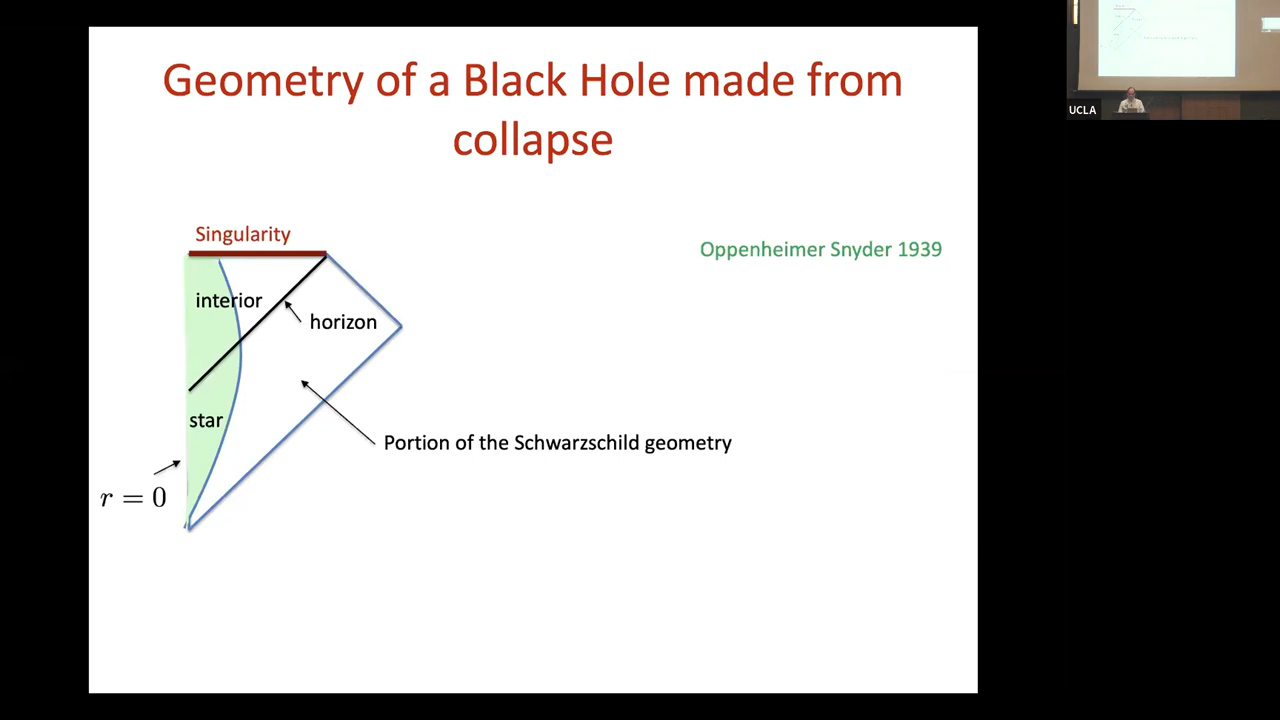 Geometry of a Black Hole made from
collapse
Singularity
Oppenheimer Snyder 1939
interior
horizon
star
Portion of the Schwarzschild geometry
r = 0
UCLA